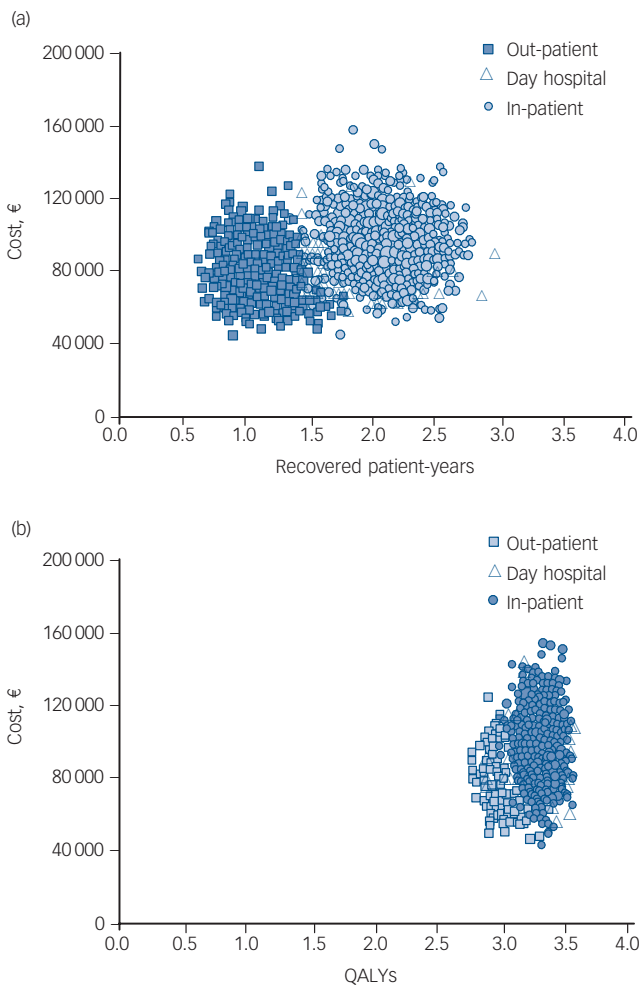 (a)
200 000
160 000
120 000
80 000
40 000
0
Cost, €
Out-patient
Day hospital
In-patient
0.0 0.5 1.0 1.5 2.0 2.5 3.0 3.5 4.0
Recovered patient-years
(b)
200 000
160 000
120 000
80 000
40 000
0
Cost, €
Out-patient
Day hospital
In-patient
0.0 0.5 1.0 1.5 2.0 2.5 3.0 3.5 4.0
QALYs